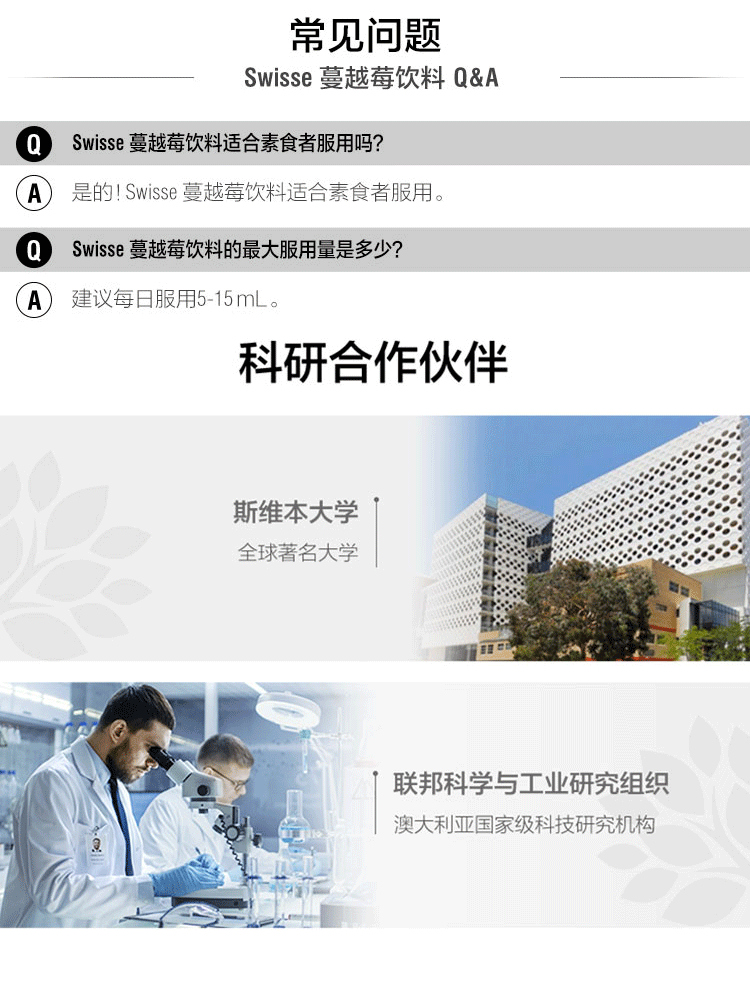 常见问题
Swisse 蔓越莓饮料 Q&A
Q Swisse 蔓越莓饮料适合素食者服用吗?
A 是的! Swisse 蔓越莓饮料适合素食者服用。
Q Swisse 蔓越莓饮料的最大服用量是多少?
A 建议每日服用5-15mL。
科研合作伙伴
斯维本大学
全球著名大学
联邦科学与工业研究组织
澳大利亚国家级科技研究机构